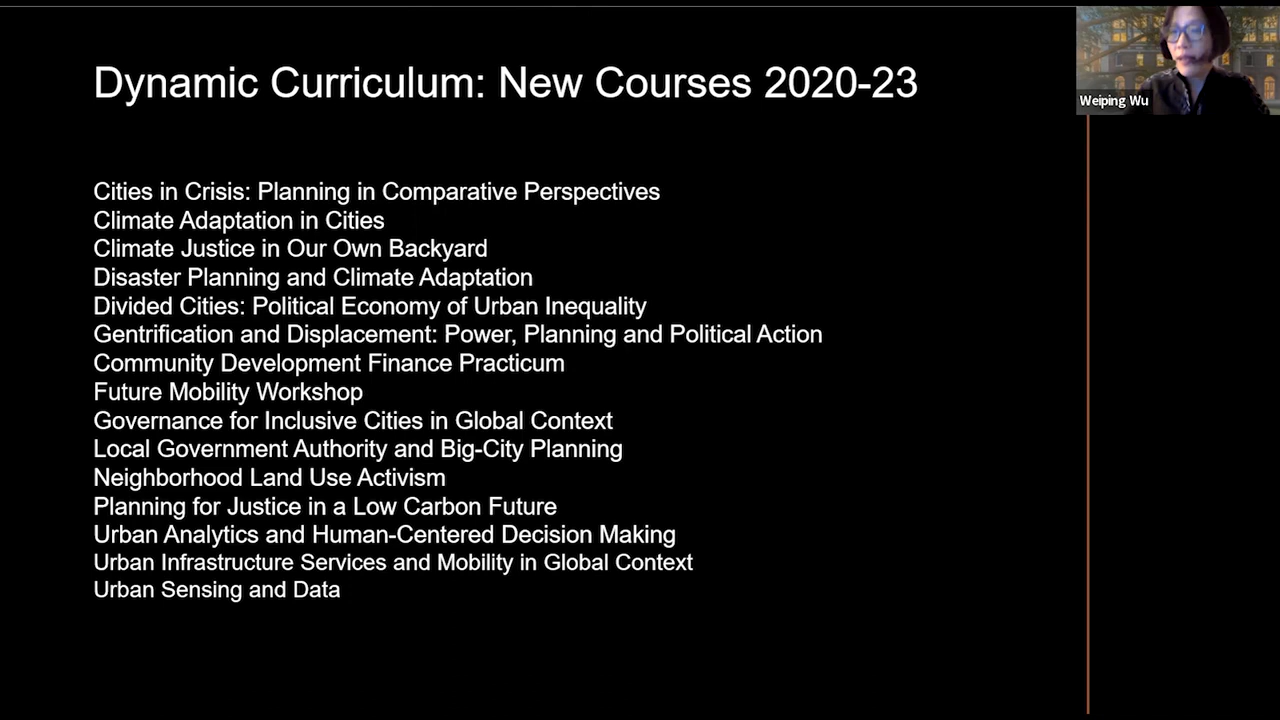 Dynamic Curriculum: New Courses 2020-23
Weiping Wu
Cities in Crisis: Planning in Comparative Perspectives
Climate Adaptation in Cities
Climate Justice in Our Own Backyard
Disaster Planning and Climate Adaptation
Divided Cities: Political Economy of Urban Inequality
Gentrification and Displacement: Power, Planning and Political Action
Community Development Finance Practicum
Future Mobility Workshop
Governance for Inclusive Cities in Global Context
Local Government Authority and Big-City Planning
Neighborhood Land Use Activism
Planning for Justice in a Low Carbon Future
Urban Analytics and Human-Centered Decision Making
Urban Infrastructure Services and Mobility in Global Context
Urban Sensing and Data